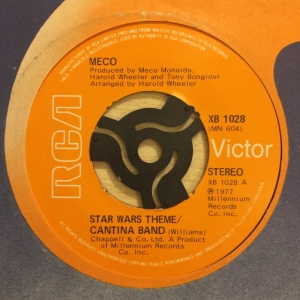 MECO
Produced by Meco Monardo,
Harold Wheeler and Tony Bongiovi
Arranged by Harold Wheeler
XB 1028
(MN 604)
RCA
Victor
STEREO
XB 1028 A
Ⓟ1977
Millennium
Records
Co. Inc.
STAR WARS THEME/
CANTINA BAND (Williams)
Chappell & Co. Ltd. A Product
of Millennium Records
Co. Inc.